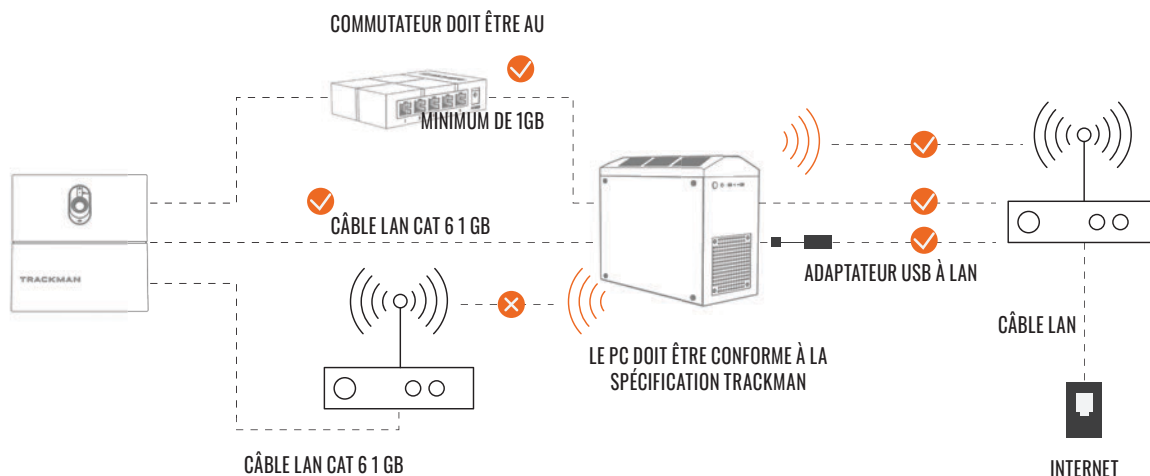 COMMUTATEUR DOIT ÊTRE AU
MINIMUM DE 1GB
CÂBLE LAN CAT 6 1 GB
TRACKMAN
ADAPTATEUR USB À LAN
CÂBLE LAN
LE PC DOIT ÊTRE CONFORME À LA
SPÉCIFICATION TRACKMAN
CÂBLE LAN CAT 6 1 GB
INTERNET